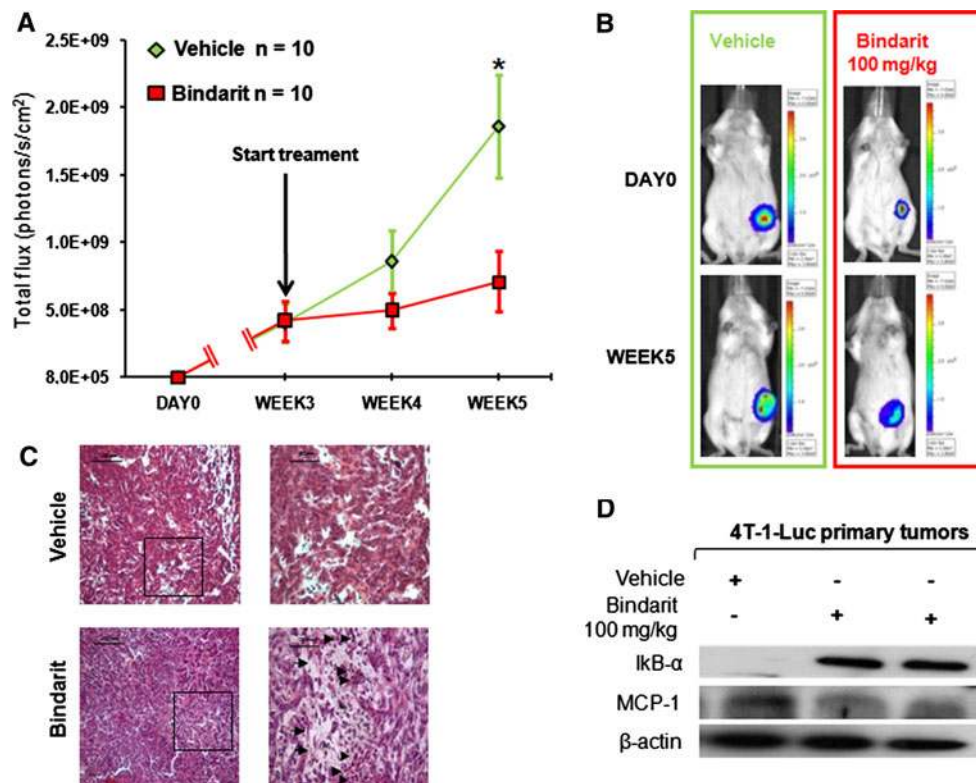 A
Total flux (photons/s/cm2)
2.5E+09
2.0E+09
1.5E+09
1.0E+09
5.0E+08
8.0E+05
Vehicle n = 10
Bindarit n = 10
*
Start treament
DAY0
WEEK3
WEEK4
WEEK5
B
Vehicle
Bindarit
100 mg/kg
DAY0
WEEK5
C
Vehicle
Bindarit
D
4T-1-Luc primary tumors
Vehicle + - -
Bindarit
100 mg/kg - + +
IkB-α
MCP-1
β-actin